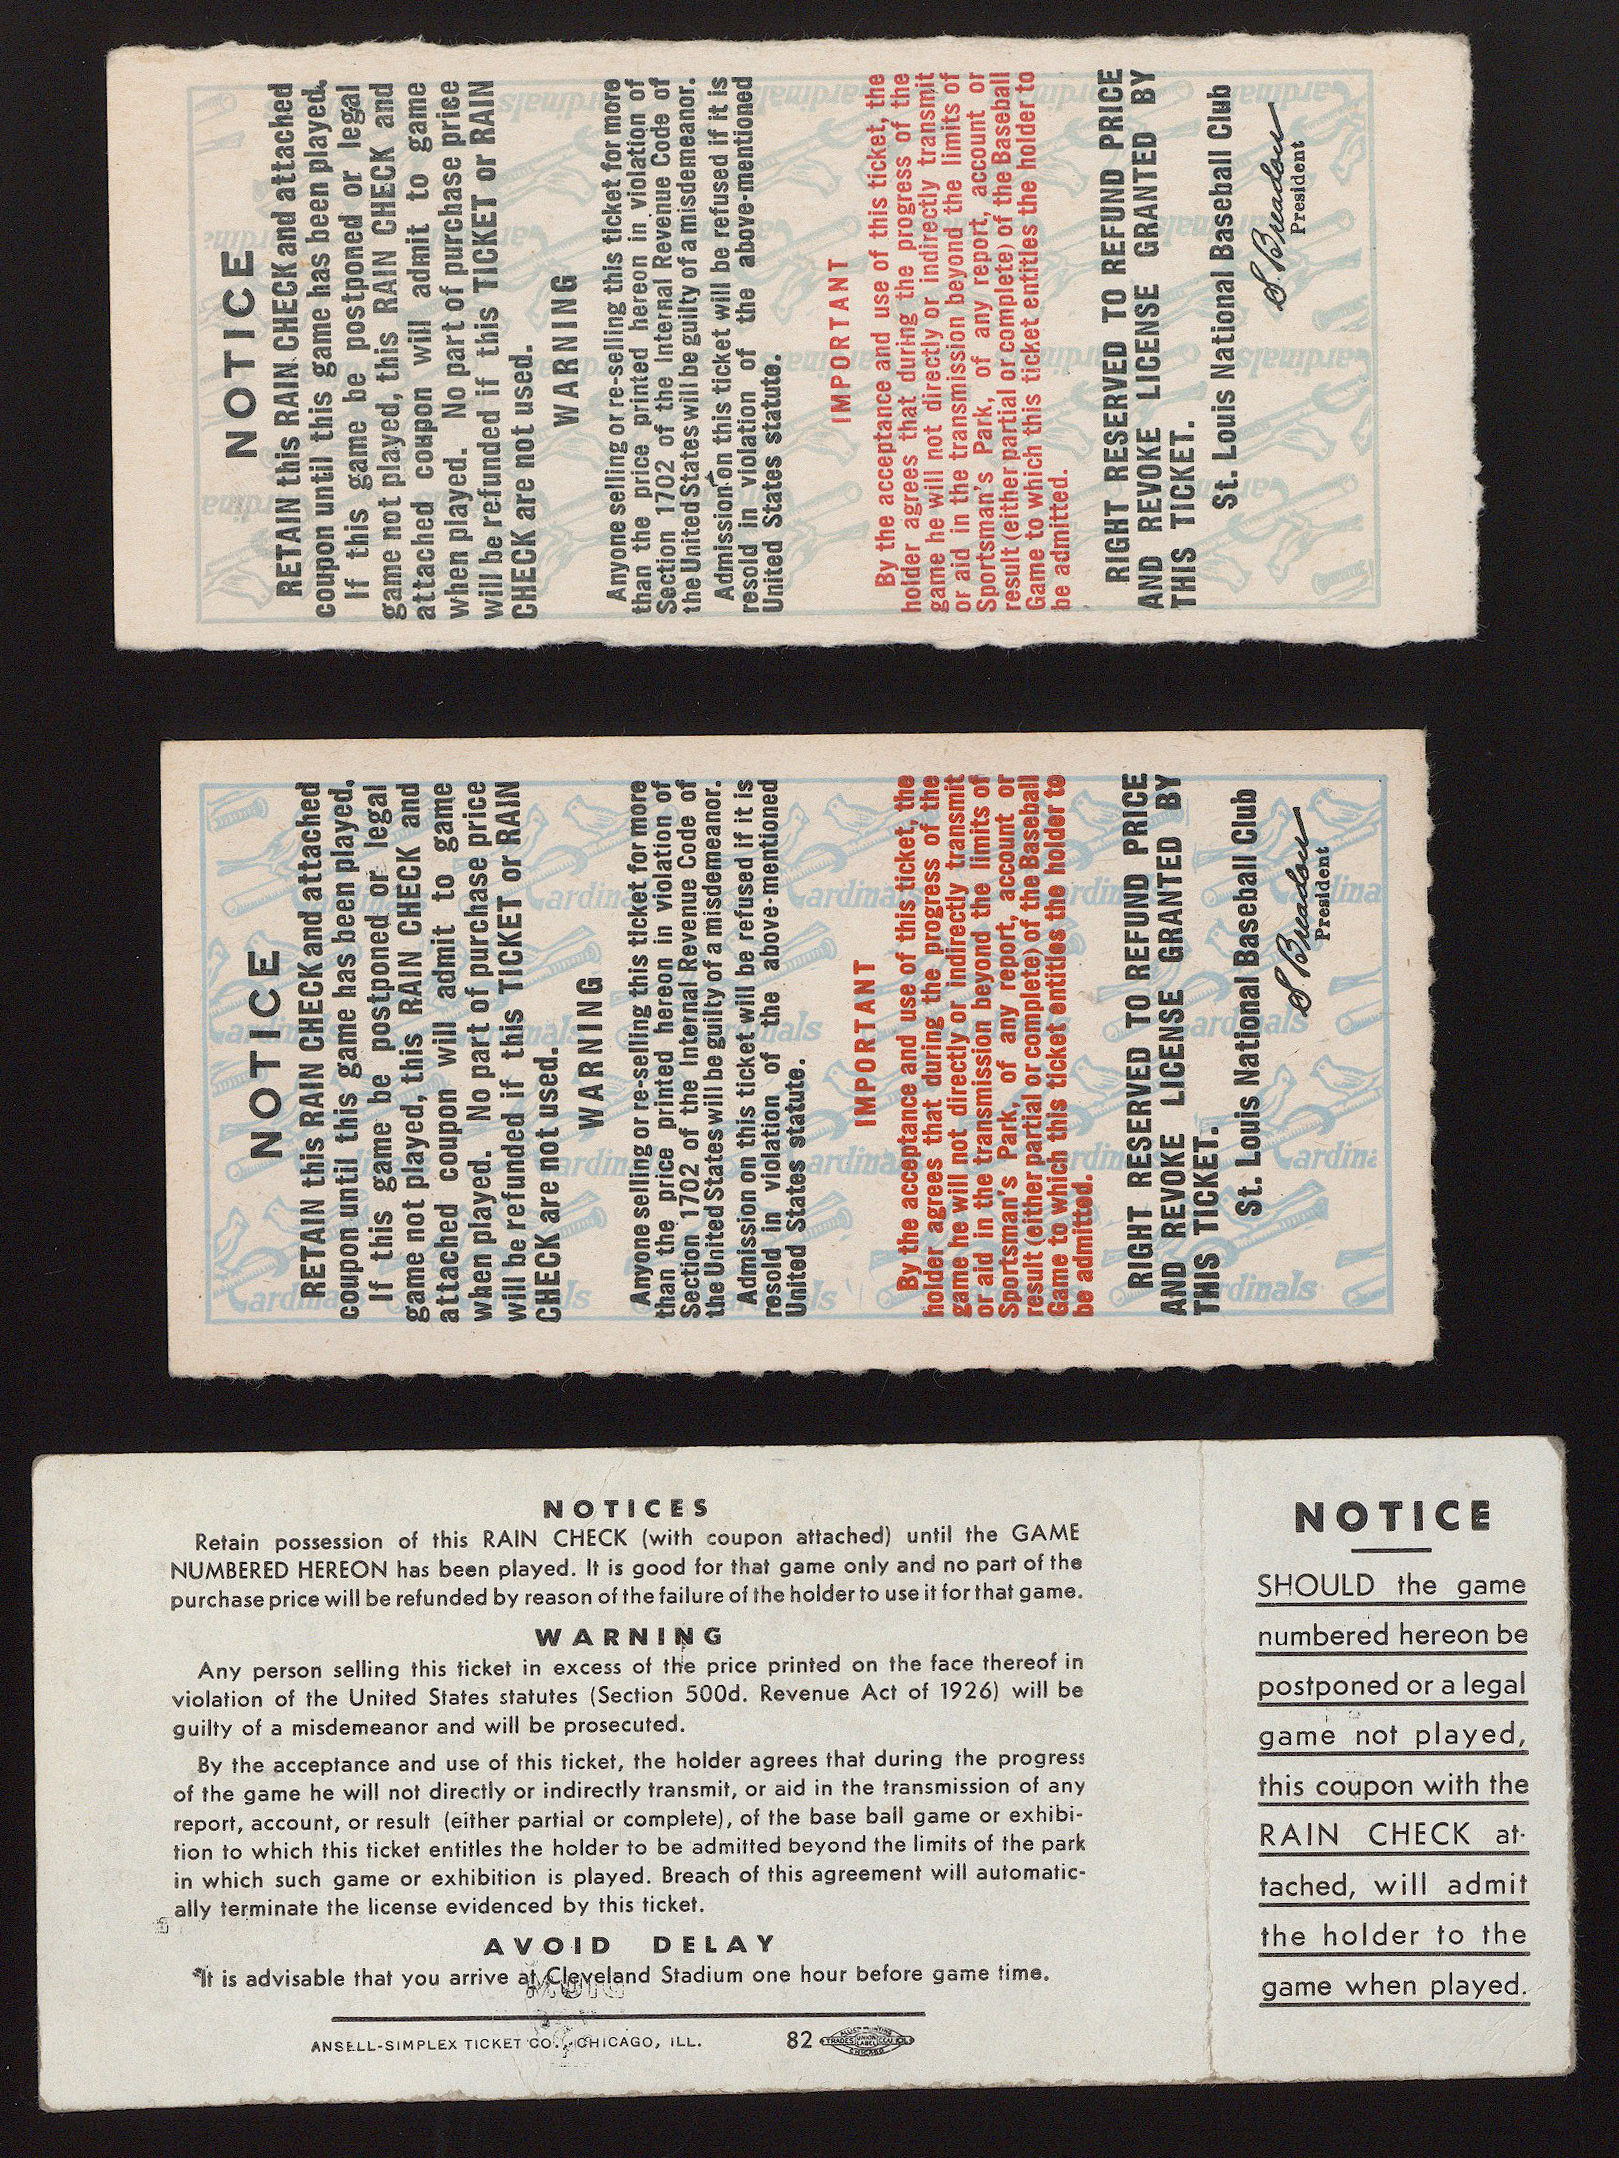 NOTICE
RETAIN this RAIN CHECK and attached
coupon until this game has been played.
If this game be postponed or legal
game not played, this RAIN CHECK and
attached coupon will admit to game
when played. No part of purchase price
will be refunded if this TICKET or RAIN
CHECK are not used.
WARNING
Anyone selling or re-selling this ticket for more
than the price printed hereon in violation of
Section 1702 of the Internal Revenue Code of
the United States will be guilty of a misdemeanor.
Admission on this ticket will be refused if it is
resold in violation of the above-mentioned
United States statute.
IMPORTANT
By the acceptance and use of this ticket, the
holder agrees that during the progress of the
game he will not directly or indirectly transmit
or aid in the transmission beyond the limits of
Sportsman's Park, of any report, account or
result (either partial or complete) of the Baseball
Game to which this ticket entitles the holder to
be admitted.
RIGHT RESERVED TO REFUND PRICE
AND REVOKE LICENSE GRANTED BY
THIS TICKET.
St. Louis National Baseball Club
S. Breadon
President
NOTICE
RETAIN this RAIN CHECK and attached
coupon until this game has been played.
If this game be postponed or legal
game not played, this RAIN CHECK and
attached coupon will admit to game
when played. No part of purchase price
will be refunded if this TICKET or RAIN
CHECK are not used.
WARNING
Anyone selling or re-selling this ticket for more
than the price printed hereon in violation of
Section 1702 of the Internal Revenue Code of
the United States will be guilty of a misdemeanor.
Admission on this ticket will be refused if it is
resold in violation of the above-mentioned
United States statute.
IMPORTANT
By the acceptance and use of this ticket, the
holder agrees that during the progress of the
game he will not directly or indirectly transmit
or aid in the transmission beyond the limits of
Sportsman's Park, of any report, account or
result (either partial or complete) of the Baseball
Game to which this ticket entitles the holder to
be admitted.
RIGHT RESERVED TO REFUND PRICE
AND REVOKE LICENSE GRANTED BY
THIS TICKET.
St. Louis National Baseball Club
S. Breadon
President
NOTICES
Retain possession of this RAIN CHECK (with coupon attached) until the GAME
NUMBERED HEREON has been played. It is good for that game only and no part of the
purchase price will be refunded by reason of the failure of the holder to use it for that game.
WARNING
Any person selling this ticket in excess of the price printed on the face thereof in
violation of the United States statutes (Section 500d. Revenue Act of 1926) will be
guilty of a misdemeanor and will be prosecuted.
By the acceptance and use of this ticket, the holder agrees that during the progress
of the game he will not directly or indirectly transmit, or aid in the transmission of any
report, account, or result (either partial or complete), of the base ball game or exhibi-
tion to which this ticket entitles the holder to be admitted beyond the limits of the park
in which such game or exhibition is played. Breach of this agreement will automatic-
ally terminate the license evidenced by this ticket.
AVOID DELAY
It is advisable that you arrive at Cleveland Stadium one hour before game time.
ANSELL-SIMPLEX TICKET CO. CHICAGO, ILL. 82
NOTICE
SHOULD the game
numbered hereon be
postponed or a legal
game not played,
this coupon with the
RAIN CHECK at-
tached, will admit
the holder to the
game when played.